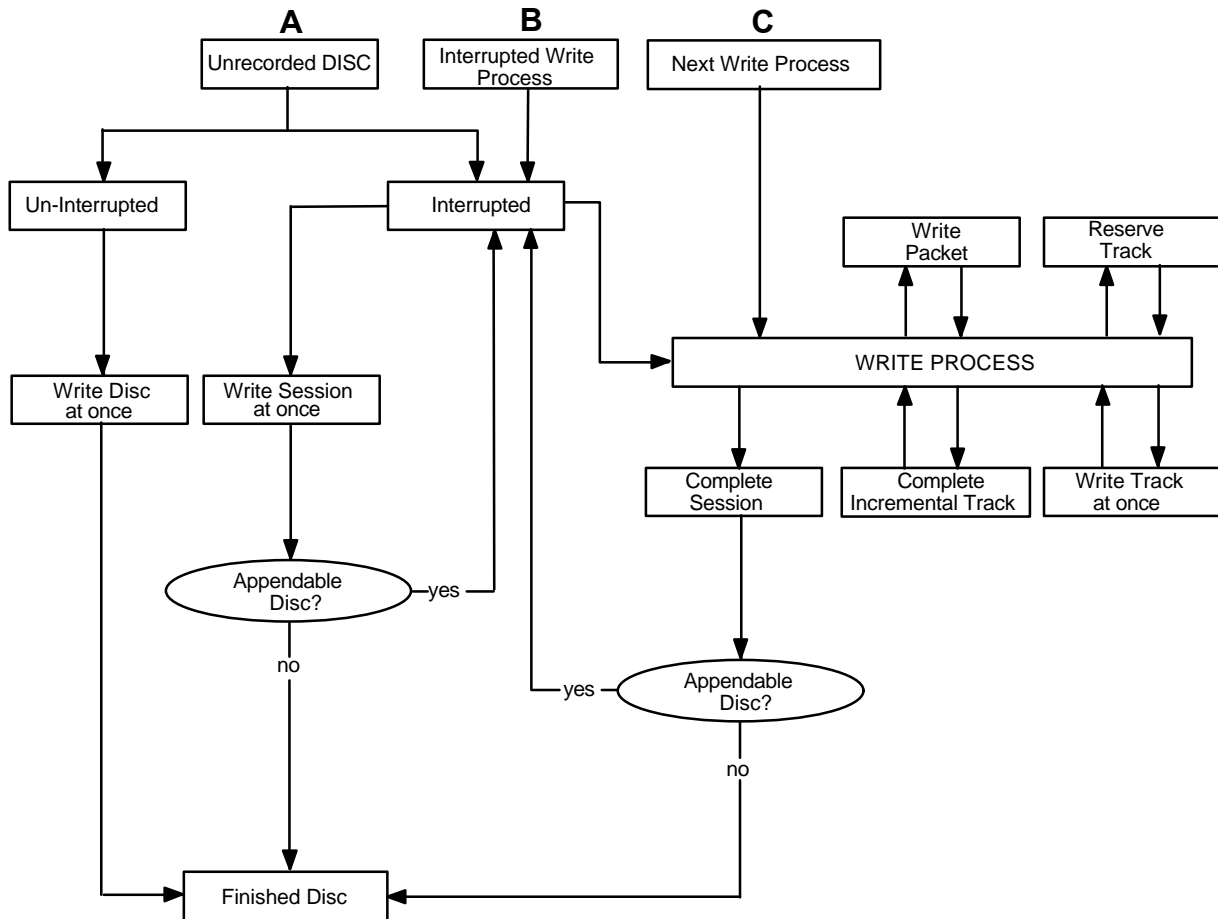 A
B
C
Unrecorded DISC
Interrupted Write
Process
Next Write Process
Un-Interrupted
Interrupted
Write
Packet
Reserve
Track
WRITE PROCESS
Write Disc
at once
Write Session
at once
Complete
Session
Complete
Incremental Track
Write Track
at once
Appendable
Disc?
yes
no
Appendable
Disc?
yes
no
Finished Disc